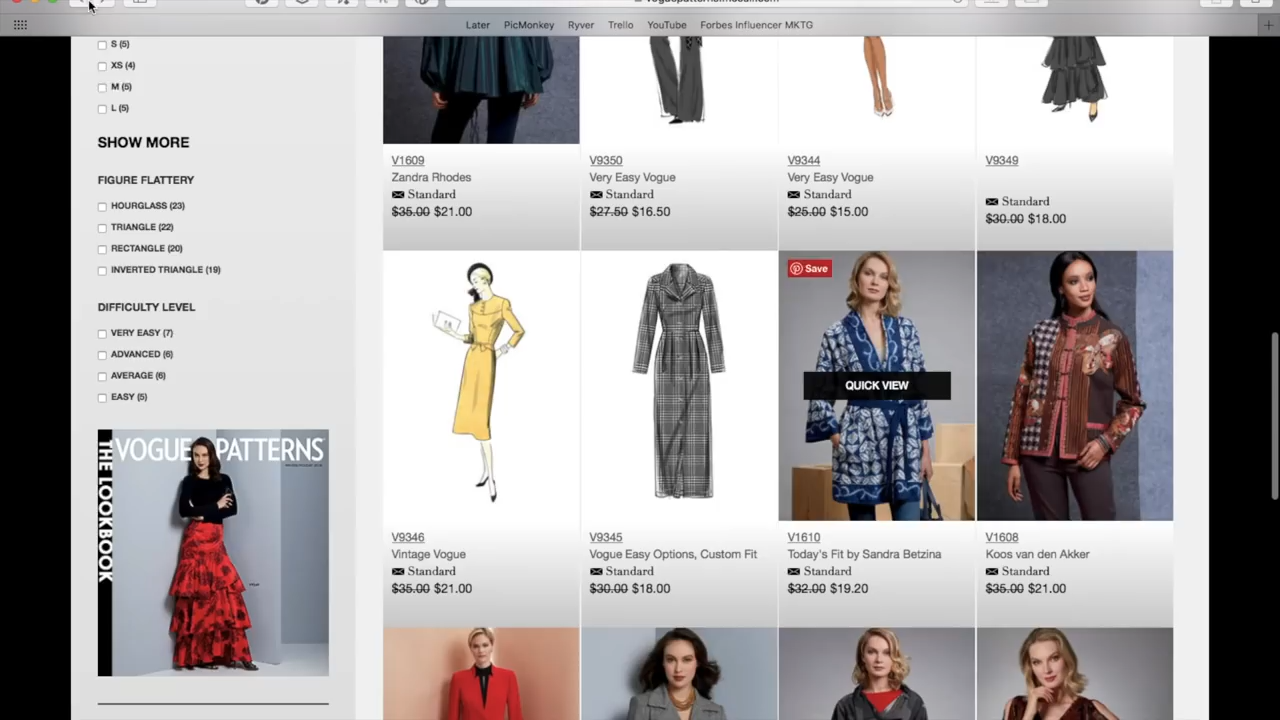 Later PicMonkey Ryver Trello YouTube Forbes Influencer MKTG
S (5)
XS (4)
M (5)
L (5)
SHOW MORE
FIGURE FLATTERY
HOURGLASS (23)
TRIANGLE (22)
RECTANGLE (20)
INVERTED TRIANGLE (19)
DIFFICULTY LEVEL
VERY EASY (7)
ADVANCED (6)
AVERAGE (6)
EASY (5)
THE LOOKBOOK
VOGUE PATTERNS
V1609
Zandra Rhodes
Standard
$35.00 $21.00
V9350
Very Easy Vogue
Standard
$27.50 $16.50
V9344
Very Easy Vogue
Standard
$25.00 $15.00
V9349
Standard
$30.00 $18.00
Save
QUICK VIEW
V9346
Vintage Vogue
Standard
$35.00 $21.00
V9345
Vogue Easy Options, Custom Fit
Standard
$30.00 $18.00
V1610
Today's Fit by Sandra Betzina
Standard
$32.00 $19.20
V1608
Koos van den Akker
Standard
$35.00 $21.00